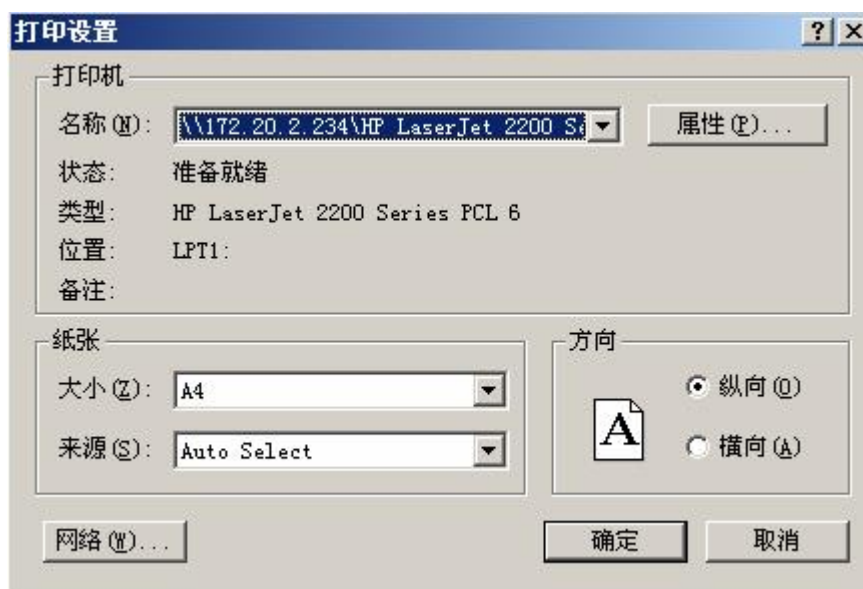 打印设置
打印机
名称(N): \\172.20.2.234\HP LaserJet 2200 Se 属性(P)...
状态: 准备就绪
类型: HP LaserJet 2200 Series PCL 6
位置: LPT1:
备注:
纸张
大小(Z): A4
来源(S): Auto Select
方向
A
纵向(O)
横向(A)
网络(W)... 确定 取消